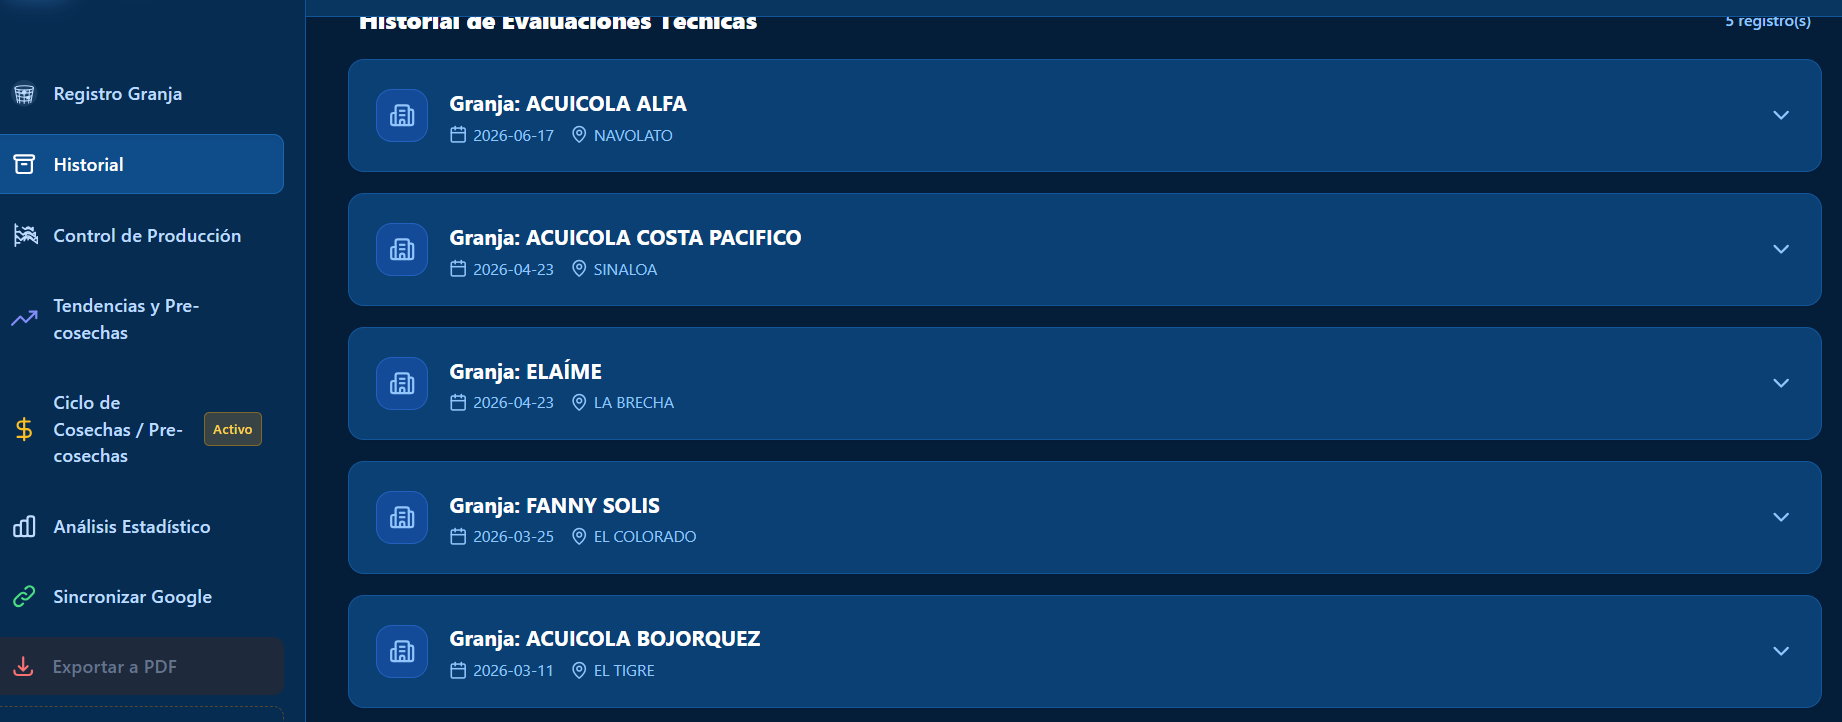 Registro Granja
Historial
Control de Producción
Tendencias y Pre-
cosechas
Ciclo de
Cosechas / Pre-
cosechas
Activo
Análisis Estadístico
Sincronizar Google
Exportar a PDF
Historial de Evaluaciones Técnicas
5 registro(s)
Granja: ACUICOLA ALFA
2026-06-17 NAVOLATO
Granja: ACUICOLA COSTA PACIFICO
2026-04-23 SINALOA
Granja: ELAÍME
2026-04-23 LA BRECHA
Granja: FANNY SOLIS
2026-03-25 EL COLORADO
Granja: ACUICOLA BOJORQUEZ
2026-03-11 EL TIGRE